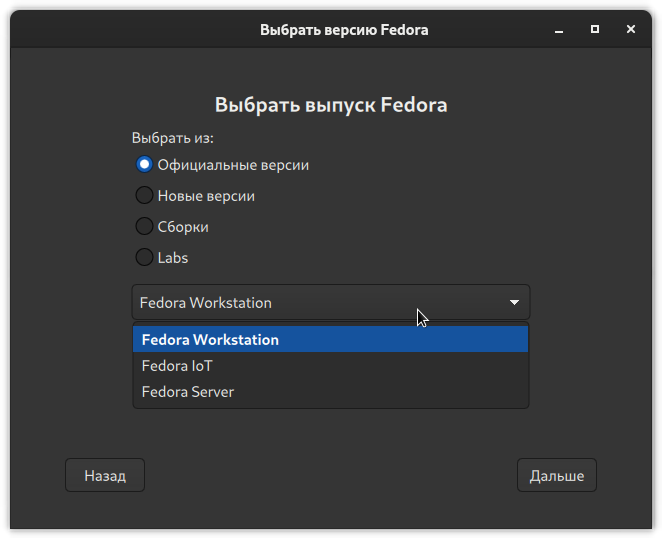 Выбрать версию Fedora
Выбрать выпуск Fedora
Выбрать из:
Официальные версии
Новые версии
Сборки
Labs
Fedora Workstation
Fedora Workstation
Fedora IoT
Fedora Server
Назад
Дальше